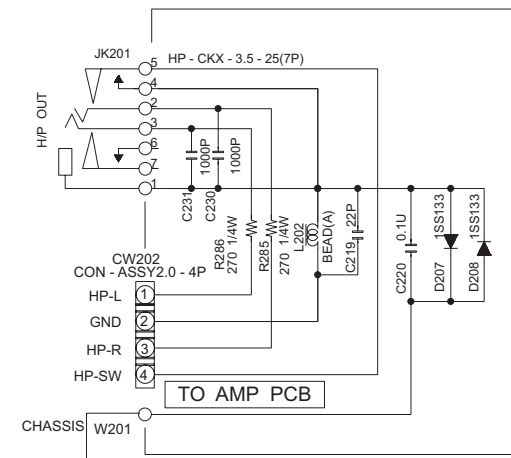 JK201
HP - CKX - 3.5 - 25(7P)
H/P OUT
5
4
2
3
6
7
1
C231
1000P
C230
1000P
R286
270 1/4W
R285
270 1/4W
L202
BEAD(A)
C219
22P
C220
0.1U
D207
1SS133
D208
1SS133
CW202
CON - ASSY2.0 - 4P
HP-L
1
GND
2
HP-R
3
HP-SW
4
TO AMP PCB
CHASSIS
W201